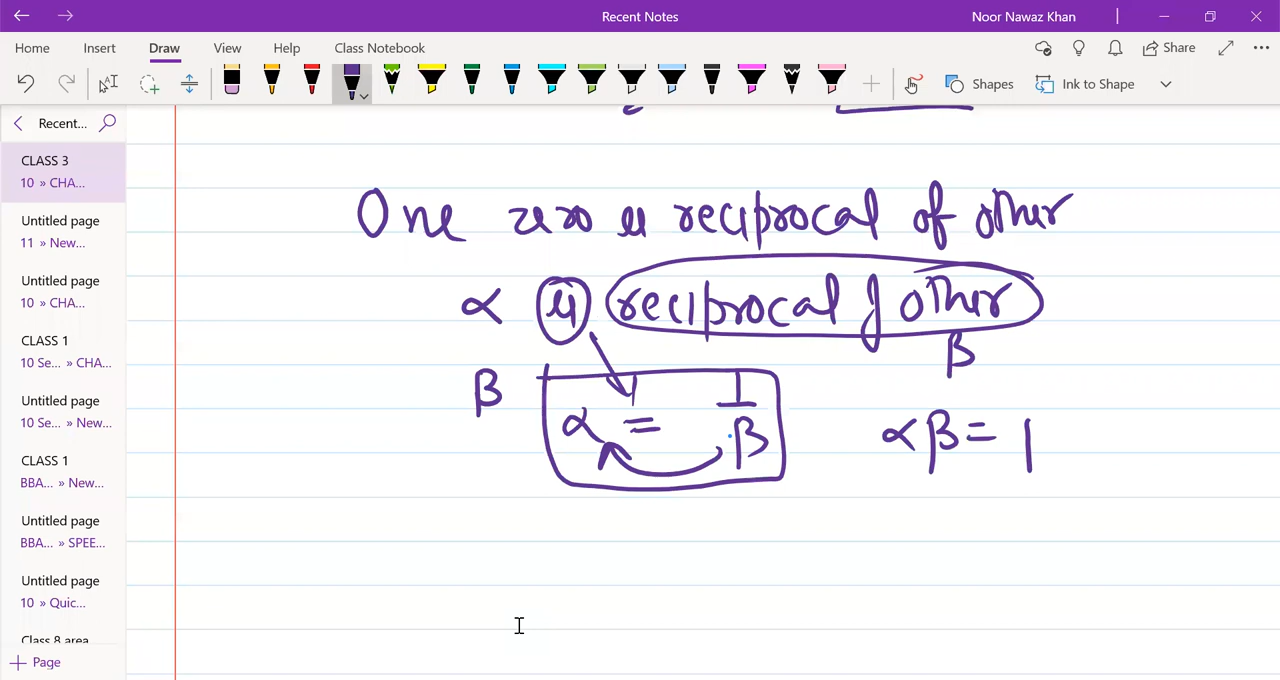 Recent Notes
Noor Nawaz Khan
Home Insert Draw View Help Class Notebook
Share
Shapes
Ink to Shape
Recent...
CLASS 3
10 » CHA...
Untitled page
11 » New...
Untitled page
10 » CHA...
CLASS 1
10 Se... » CHA...
Untitled page
10 Se... » New...
CLASS 1
BBA... » New...
Untitled page
BBA... » SPEE...
Untitled page
10 » Quic...
Class 8 area
Page
One zero is reciprocal of other
α is reciprocal of other
β
β
α = 1/β
αβ = 1